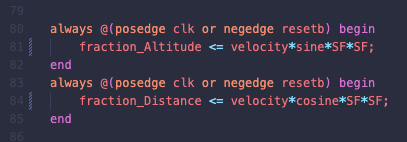 79
80 always @(posedge clk or negedge resetb) begin
81 fraction_Altitude <= velocity*sine*SF*SF;
82 end
83 always @(posedge clk or negedge resetb) begin
84 fraction_Distance <= velocity*cosine*SF*SF;
85 end
86